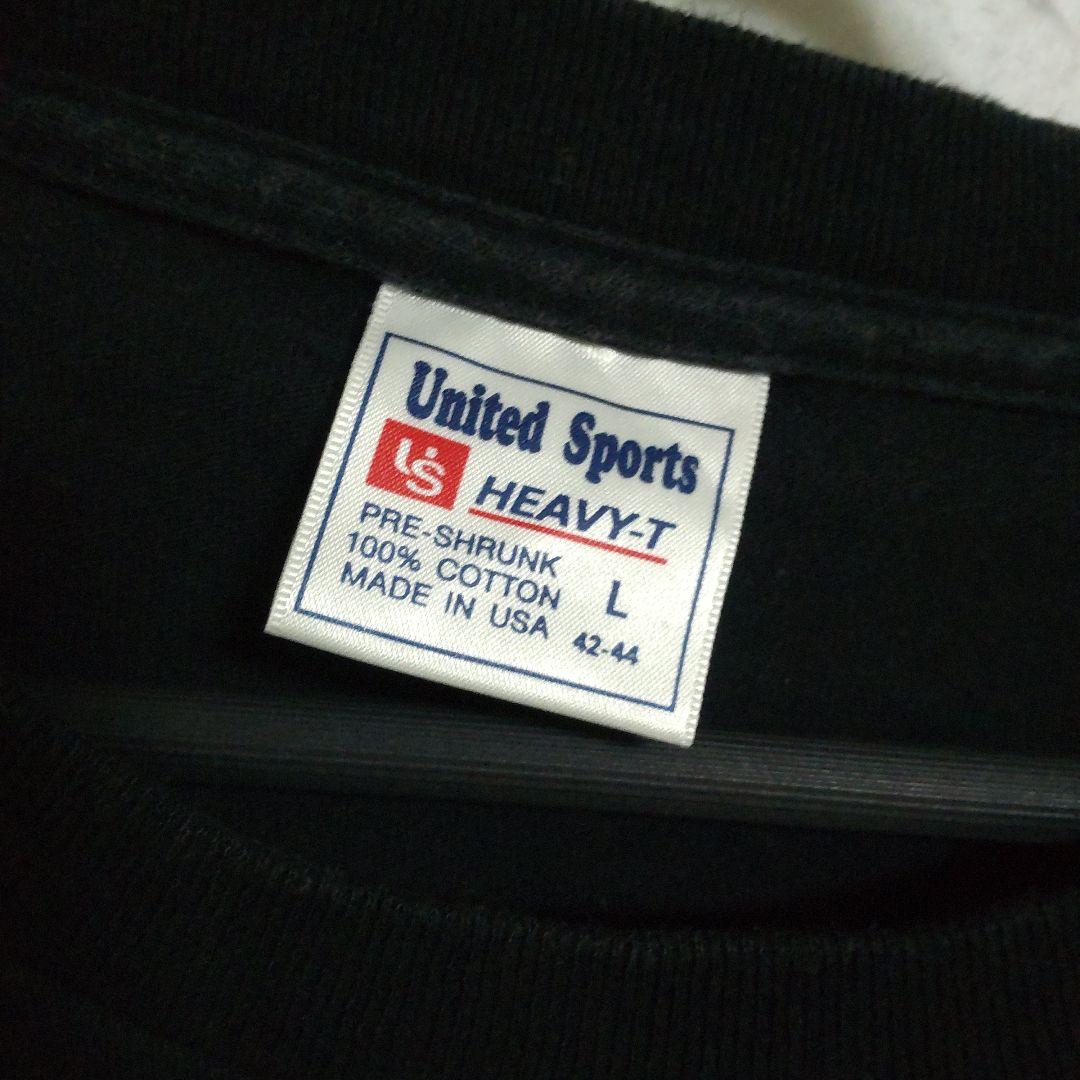 United Sports
US HEAVY-T
PRE-SHRUNK
100% COTTON L
MADE IN USA 42-44